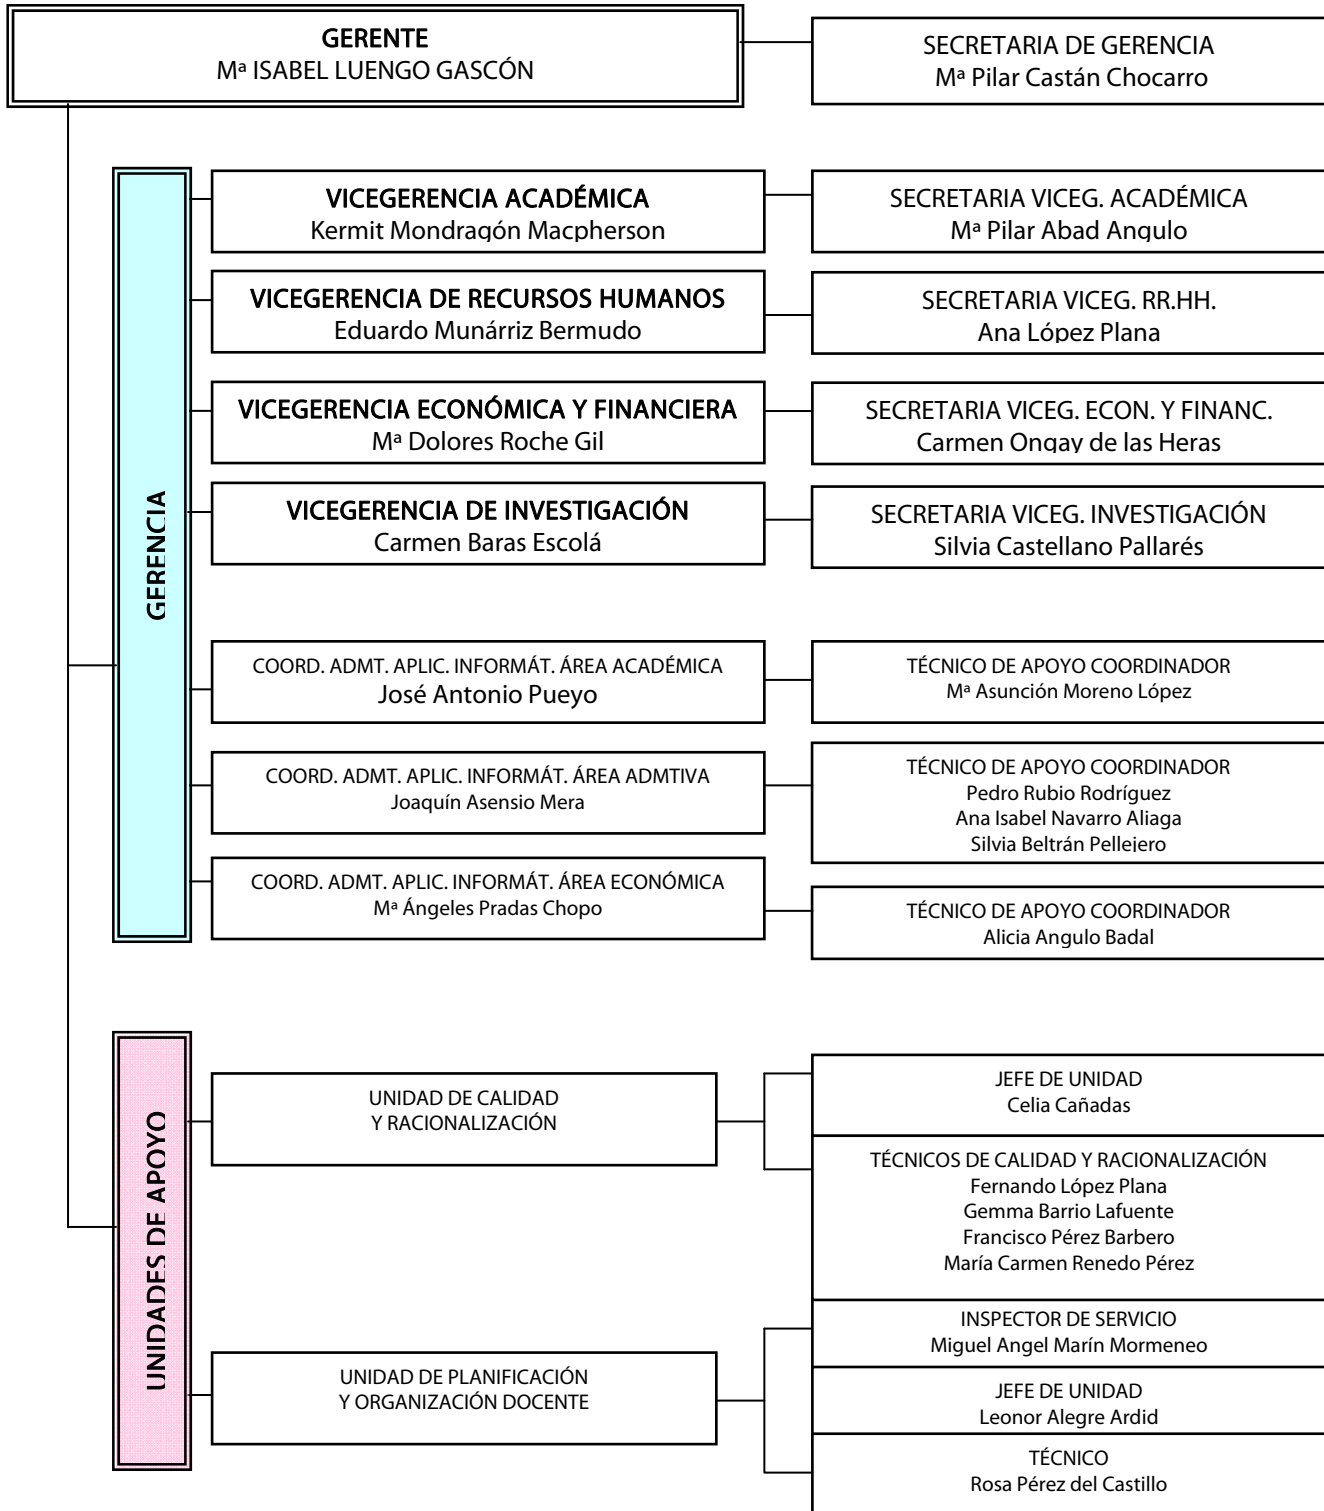 GERENTE
Mª ISABEL LUENGO GASCÓN
SECRETARIA DE GERENCIA
Mª Pilar Castán Chocarro
GERENCIA
VICEGERENCIA ACADÉMICA
Kermit Mondragón Macpherson
SECRETARIA VICEG. ACADÉMICA
Mª Pilar Abad Angulo
VICEGERENCIA DE RECURSOS HUMANOS
Eduardo Munárriz Bermudo
SECRETARIA VICEG. RR.HH.
Ana López Plana
VICEGERENCIA ECONÓMICA Y FINANCIERA
Mª Dolores Roche Gil
SECRETARIA VICEG. ECON. Y FINANC.
Carmen Ongay de las Heras
VICEGERENCIA DE INVESTIGACIÓN
Carmen Baras Escolá
SECRETARIA VICEG. INVESTIGACIÓN
Silvia Castellano Pallarés
COORD. ADMT. APLIC. INFORMÁT. ÁREA ACADÉMICA
José Antonio Pueyo
TÉCNICO DE APOYO COORDINADOR
Mª Asunción Moreno López
COORD. ADMT. APLIC. INFORMÁT. ÁREA ADMTIVA
Joaquín Asensio Mera
TÉCNICO DE APOYO COORDINADOR
Pedro Rubio Rodríguez
Ana Isabel Navarro Aliaga
Silvia Beltrán Pellejero
COORD. ADMT. APLIC. INFORMÁT. ÁREA ECONÓMICA
Mª Ángeles Pradas Chopo
TÉCNICO DE APOYO COORDINADOR
Alicia Angulo Badal
UNIDADES DE APOYO
UNIDAD DE CALIDAD
Y RACIONALIZACIÓN
JEFE DE UNIDAD
Celia Cañadas
TÉCNICOS DE CALIDAD Y RACIONALIZACIÓN
Fernando López Plana
Gemma Barrio Lafuente
Francisco Pérez Barbero
María Carmen Renedo Pérez
UNIDAD DE PLANIFICACIÓN
Y ORGANIZACIÓN DOCENTE
INSPECTOR DE SERVICIO
Miguel Angel Marín Mormeneo
JEFE DE UNIDAD
Leonor Alegre Ardid
TÉCNICO
Rosa Pérez del Castillo